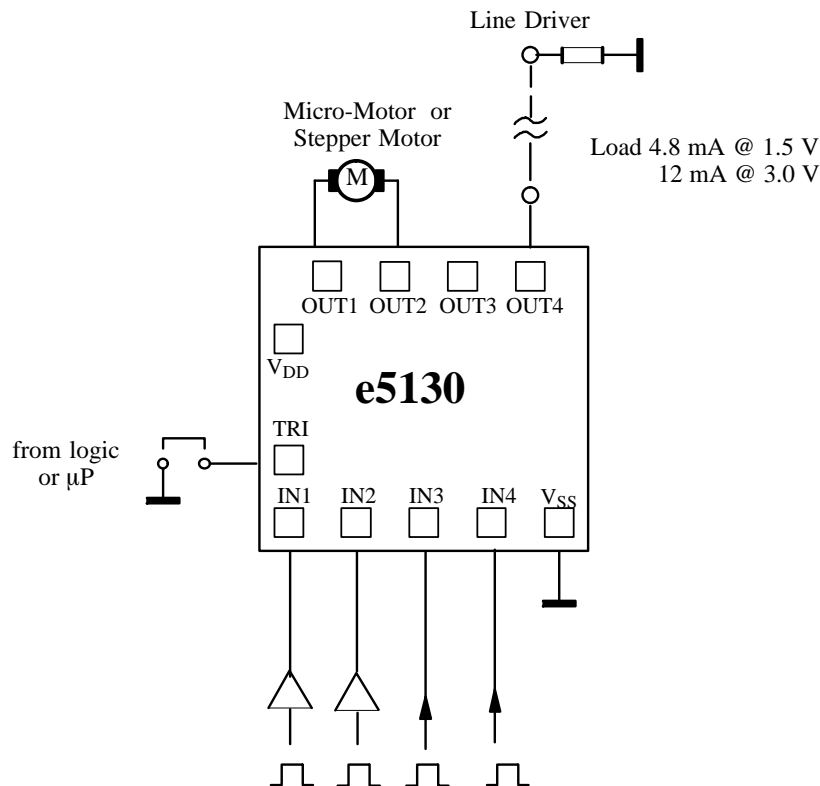 Line Driver
Micro-Motor or
Stepper Motor
Load 4.8 mA @ 1.5 V
12 mA @ 3.0 V
M
OUT1 OUT2 OUT3 OUT4
VDD
e5130
TRI
from logic
or µP
IN1 IN2 IN3 IN4 VSS